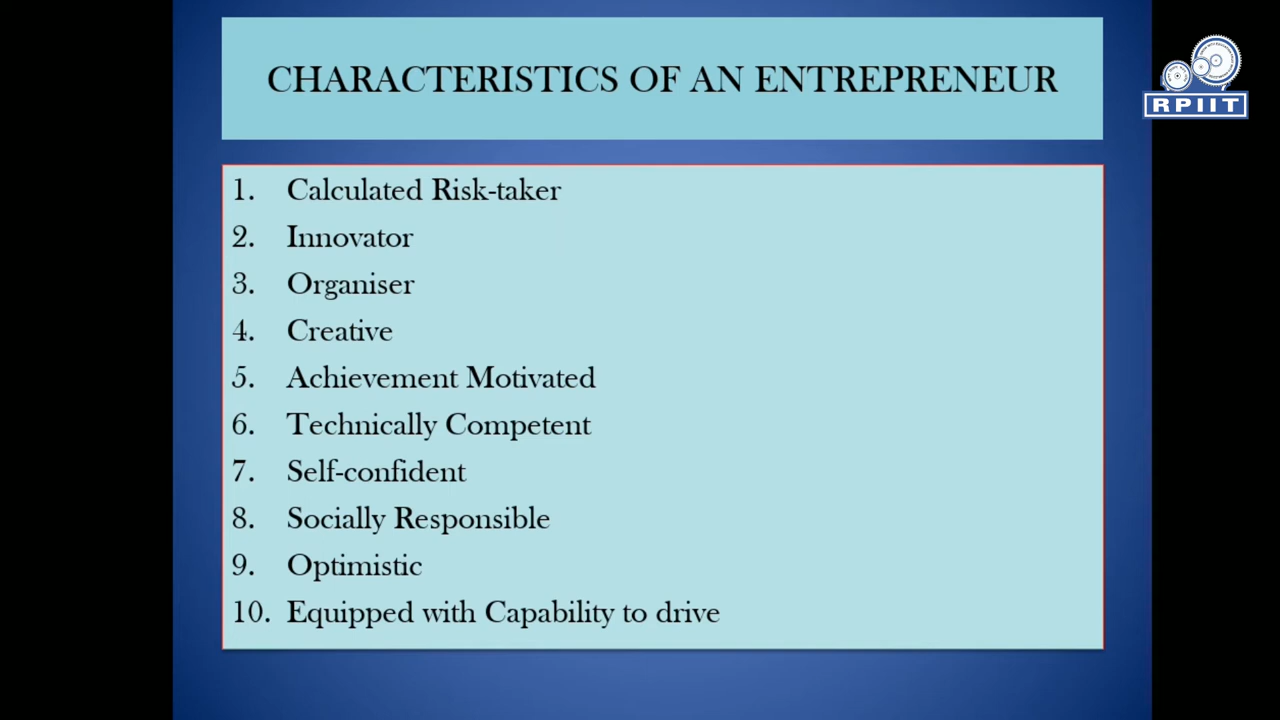 CHARACTERISTICS OF AN ENTREPRENEUR
RPIIT
1. Calculated Risk-taker
2. Innovator
3. Organiser
4. Creative
5. Achievement Motivated
6. Technically Competent
7. Self-confident
8. Socially Responsible
9. Optimistic
10. Equipped with Capability to drive